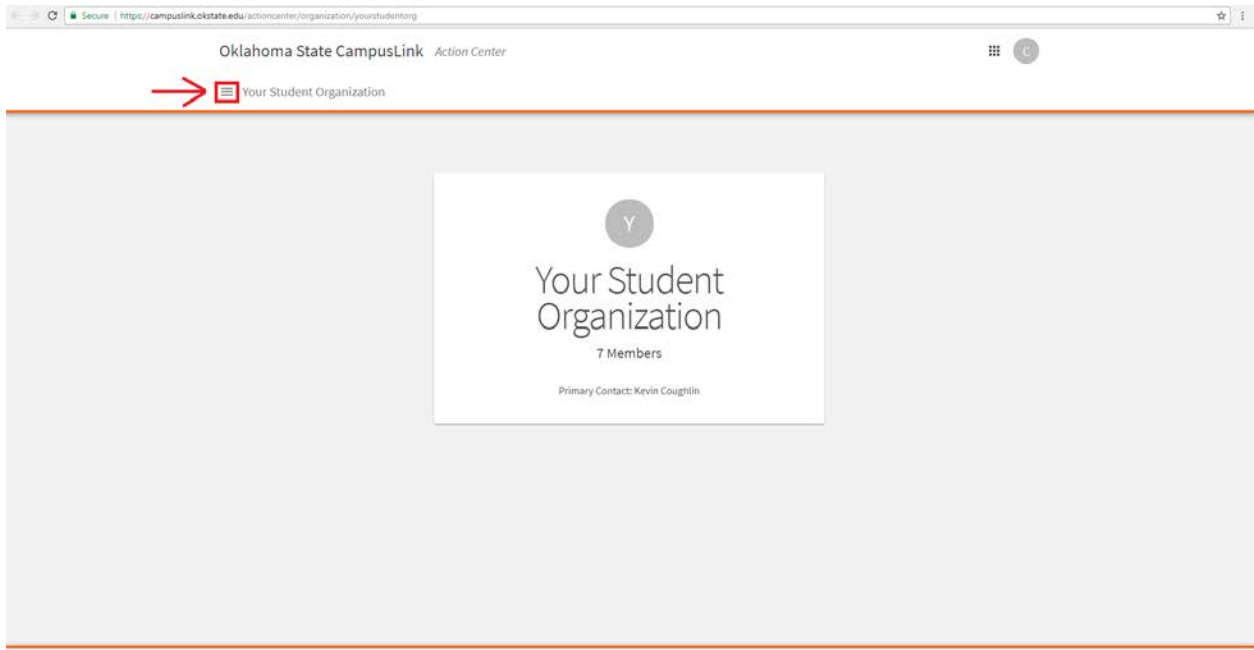 Secure | https://campuslink.okstate.edu/actioncenter/organization/yourstudentorg
Oklahoma State CampusLink Action Center
C
Your Student Organization
Y
Your Student
Organization
7 Members
Primary Contact: Kevin Coughlin